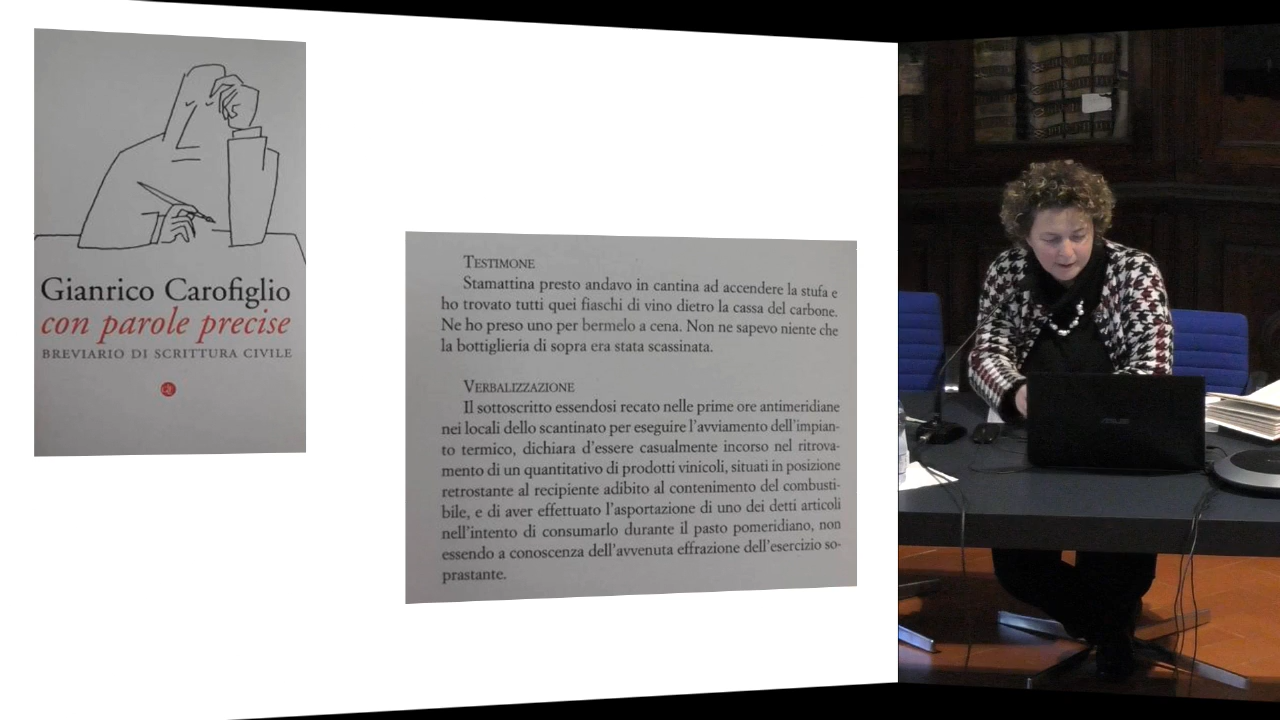 Gianrico Carofiglio
con parole precise
BREVIARIO DI SCRITTURA CIVILE
TESTIMONE
Stamattina presto andavo in cantina ad accendere la stufa e
ho trovato tutti quei fiaschi di vino dietro la cassa del carbone.
Ne ho preso uno per bermelo a cena. Non ne sapevo niente che
la bottiglieria di sopra era stata scassinata.
VERBALIZZAZIONE
Il sottoscritto essendosi recato nelle prime ore antimeridiane
nei locali dello scantinato per eseguire l'avviamento dell'impian-
to termico, dichiara d'essere casualmente incorso nel ritrova-
mento di un quantitativo di prodotti vinicoli, situati in posizione
retrostante al recipiente adibito al contenimento del combusti-
bile, e di aver effettuato l'asportazione di uno dei detti articoli
nell'intento di consumarlo durante il pasto pomeridiano, non
essendo a conoscenza dell'avvenuta effrazione dell'esercizio so-
prastante.
ASUS